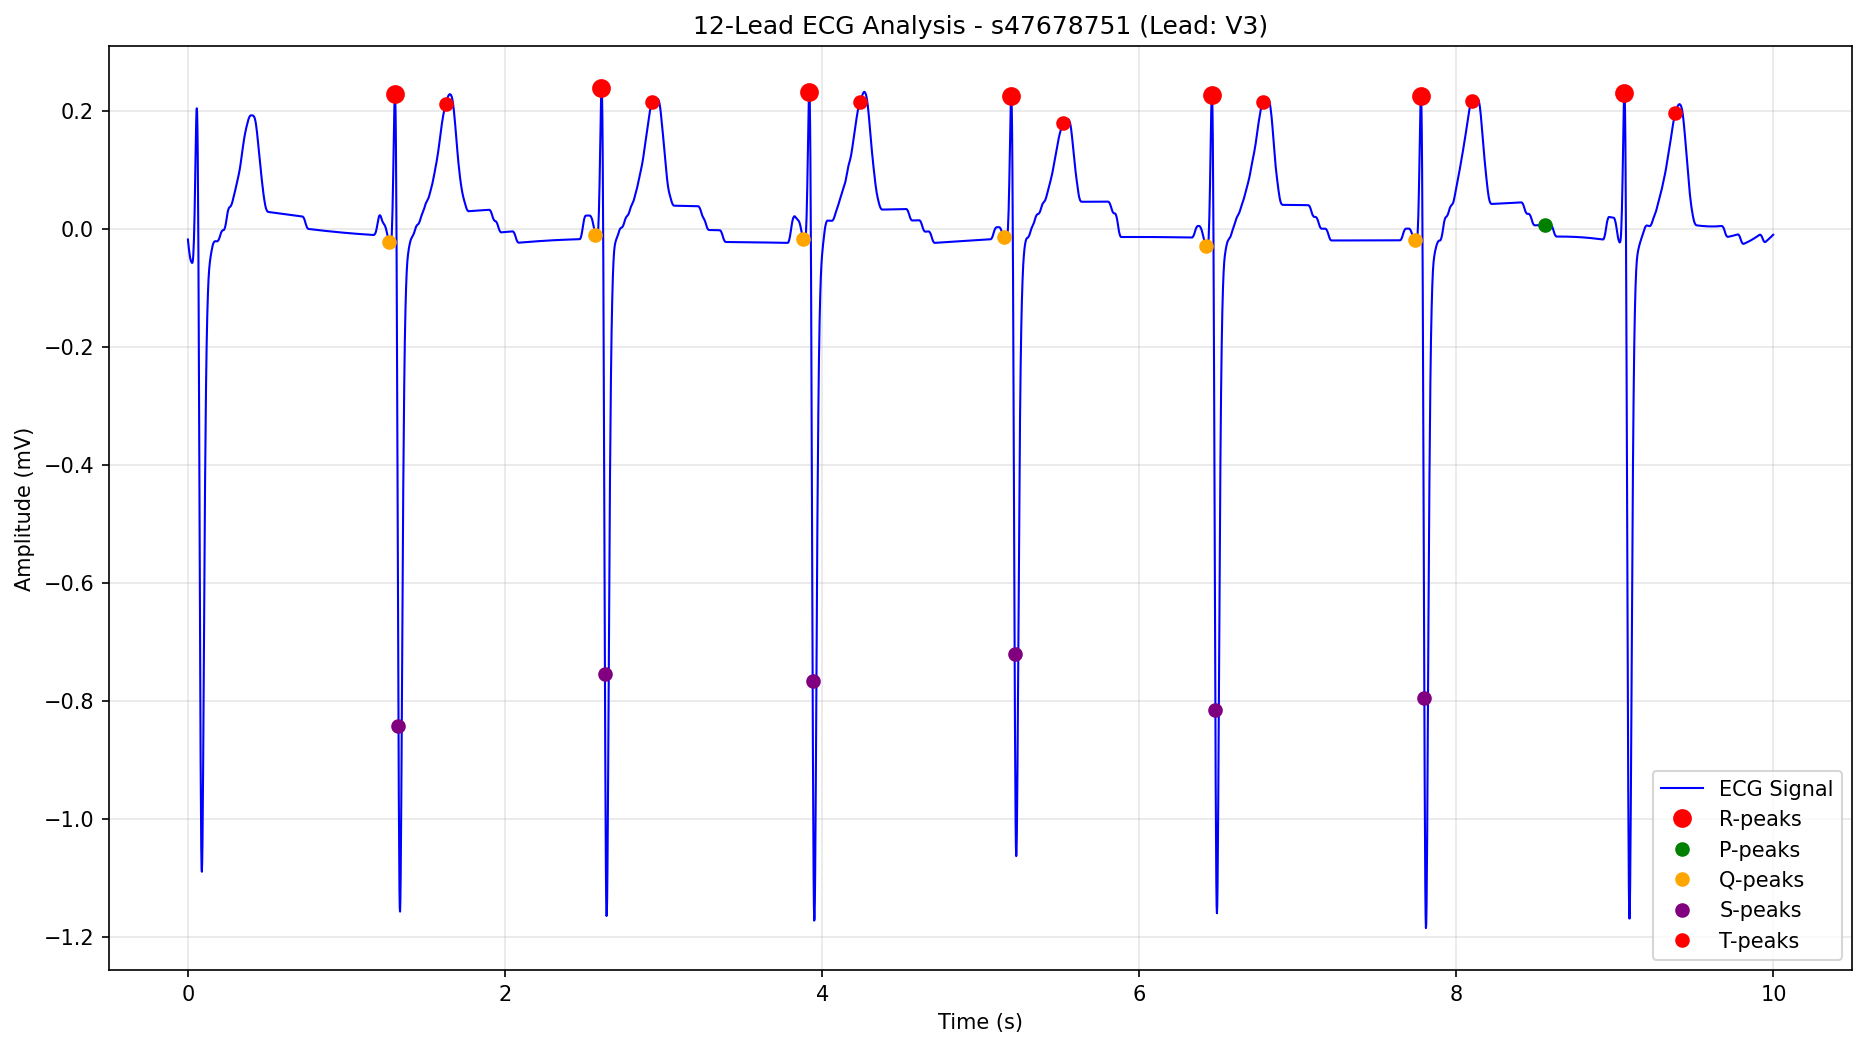 12-Lead ECG Analysis - s47678751 (Lead: V3)
0.2
0.0
−0.2
−0.4
−0.6
−0.8
−1.0
−1.2
Amplitude (mV)
0 2 4 6 8 10
Time (s)
ECG Signal
R-peaks
P-peaks
Q-peaks
S-peaks
T-peaks